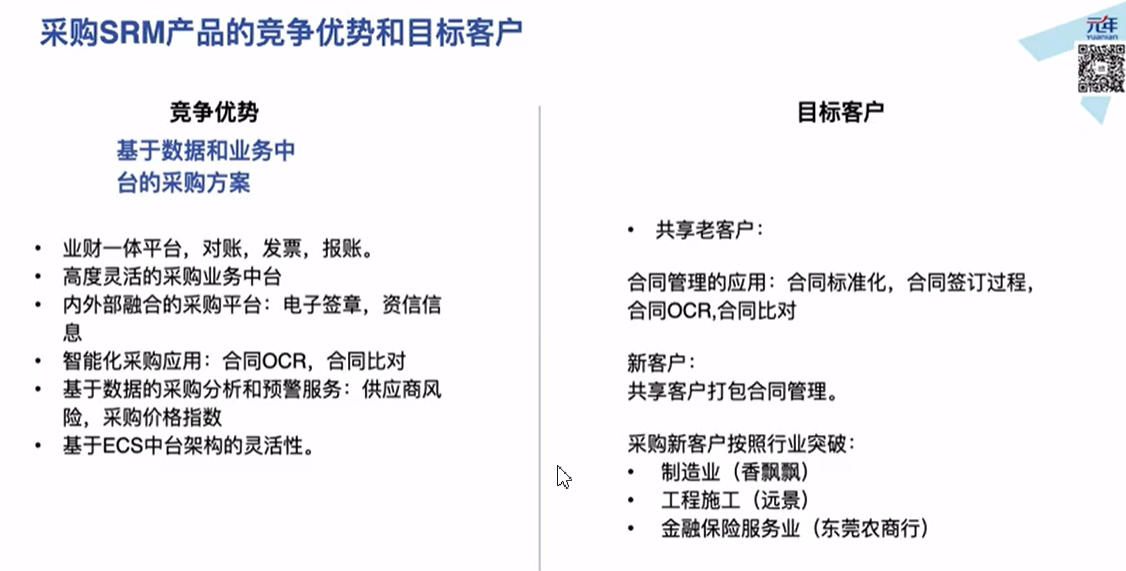 采购SRM产品的竞争优势和目标客户
元年
YUANIAN
竞争优势
基于数据和业务中
台的采购方案
• 业财一体平台，对账，发票，报账。
• 高度灵活的采购业务中台
• 内外部融合的采购平台：电子签章，资信信
息
• 智能化采购应用：合同OCR，合同比对
• 基于数据的采购分析和预警服务：供应商风
险，采购价格指数
• 基于ECS中台架构的灵活性。
目标客户
• 共享老客户：
合同管理的应用：合同标准化，合同签订过程，
合同OCR,合同比对
新客户：
共享客户打包合同管理。
采购新客户按照行业突破：
• 制造业（香飘飘）
• 工程施工（远景）
• 金融保险服务业（东莞农商行）